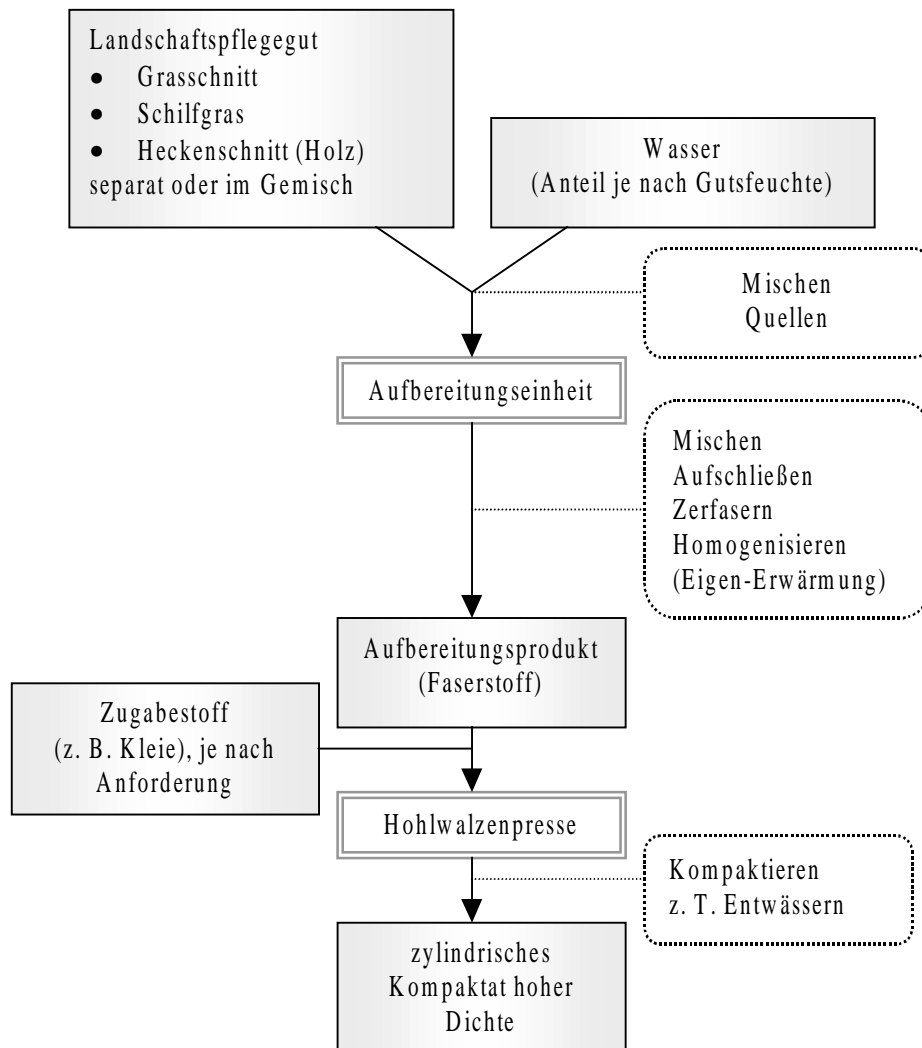 Landschaftspflegegut
● Grasschnitt
● Schilfgras
● Heckenschnitt (Holz)
separat oder im Gemisch
Wasser
(Anteil je nach Gutsfeuchte)
Mischen
Quellen
Aufbereitungseinheit
Mischen
Aufschließen
Zerfasern
Homogenisieren
(Eigen-Erwärmung)
Aufbereitungsprodukt
(Faserstoff)
Zugabestoff
(z. B. Kleie), je nach
Anforderung
Hohlwalzenpresse
Kompaktieren
z. T. Entwässern
zylindrisches
Kompaktat hoher
Dichte